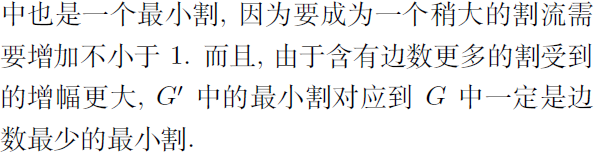 中也是一个最小割, 因为要成为一个稍大的割流需
要增加不小于 1. 而且, 由于含有边数更多的割受到
的增幅更大, G′ 中的最小割对应到 G 中一定是边
数最少的最小割.